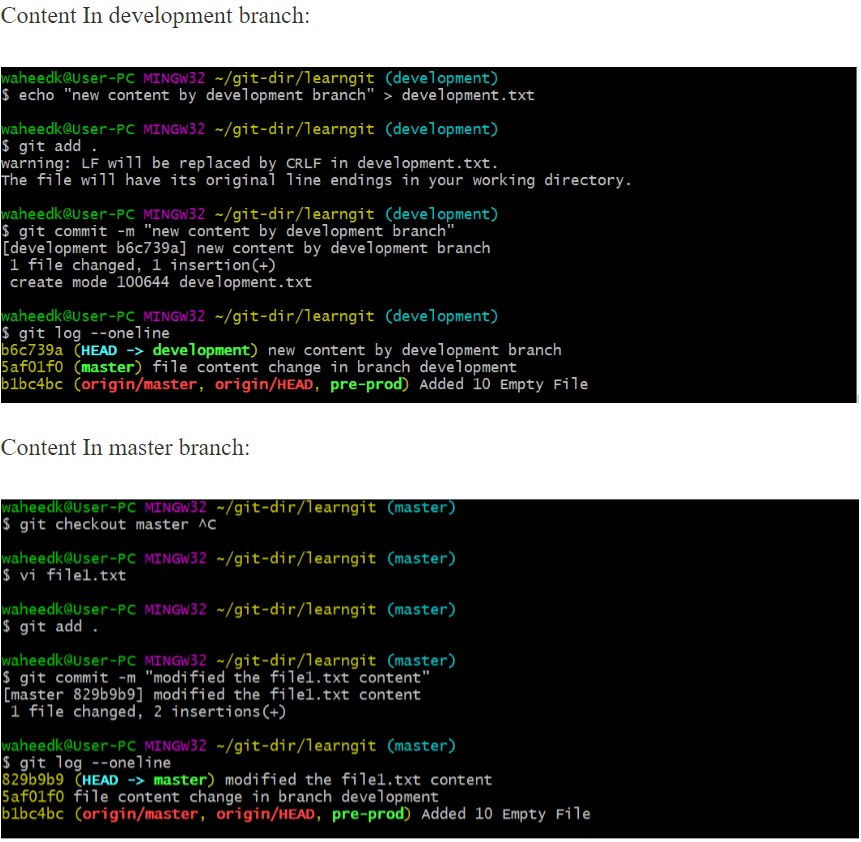 Content In development branch:
waheedk@User-PC MINGW32 ~/git-dir/learngit (development)
$ echo "new content by development branch" > development.txt
waheedk@User-PC MINGW32 ~/git-dir/learngit (development)
$ git add .
warning: LF will be replaced by CRLF in development.txt.
The file will have its original line endings in your working directory.
waheedk@User-PC MINGW32 ~/git-dir/learngit (development)
$ git commit -m "new content by development branch"
[development b6c739a] new content by development branch
1 file changed, 1 insertion(+)
create mode 100644 development.txt
waheedk@User-PC MINGW32 ~/git-dir/learngit (development)
$ git log --oneline
b6c739a (HEAD -> development) new content by development branch
5af01f0 (master) file content change in branch development
b1bc4bc (origin/master, origin/HEAD, pre-prod) Added 10 Empty File
Content In master branch:
waheedk@User-PC MINGW32 ~/git-dir/learngit (master)
$ git checkout master ^C
waheedk@User-PC MINGW32 ~/git-dir/learngit (master)
$ vi file1.txt
waheedk@User-PC MINGW32 ~/git-dir/learngit (master)
$ git add .
waheedk@User-PC MINGW32 ~/git-dir/learngit (master)
$ git commit -m "modified the file1.txt content"
[master 829b9b9] modified the file1.txt content
1 file changed, 2 insertions(+)
waheedk@User-PC MINGW32 ~/git-dir/learngit (master)
$ git log --oneline
829b9b9 (HEAD -> master) modified the file1.txt content
5af01f0 file content change in branch development
b1bc4bc (origin/master, origin/HEAD, pre-prod) Added 10 Empty File